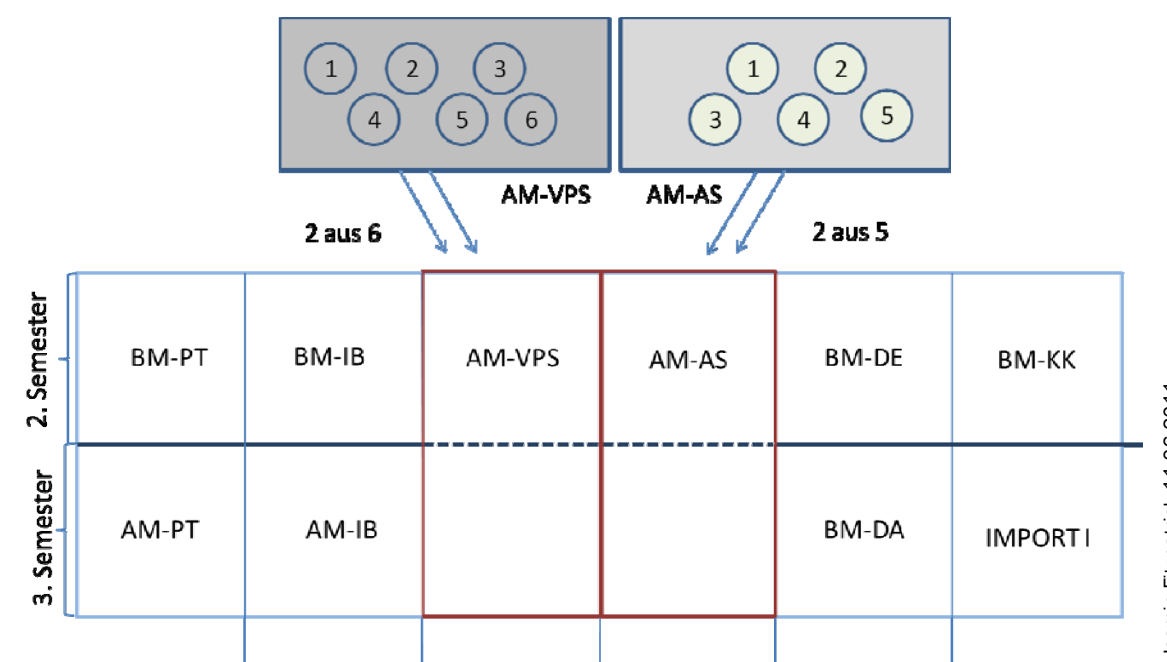 1 2 3
4 5 6
1 2
3 4 5
AM-VPS
AM-AS
2 aus 6
2 aus 5
2. Semester
BM-PT
BM-IB
AM-VPS
AM-AS
BM-DE
BM-KK
3. Semester
AM-PT
AM-IB
BM-DA
IMPORT I